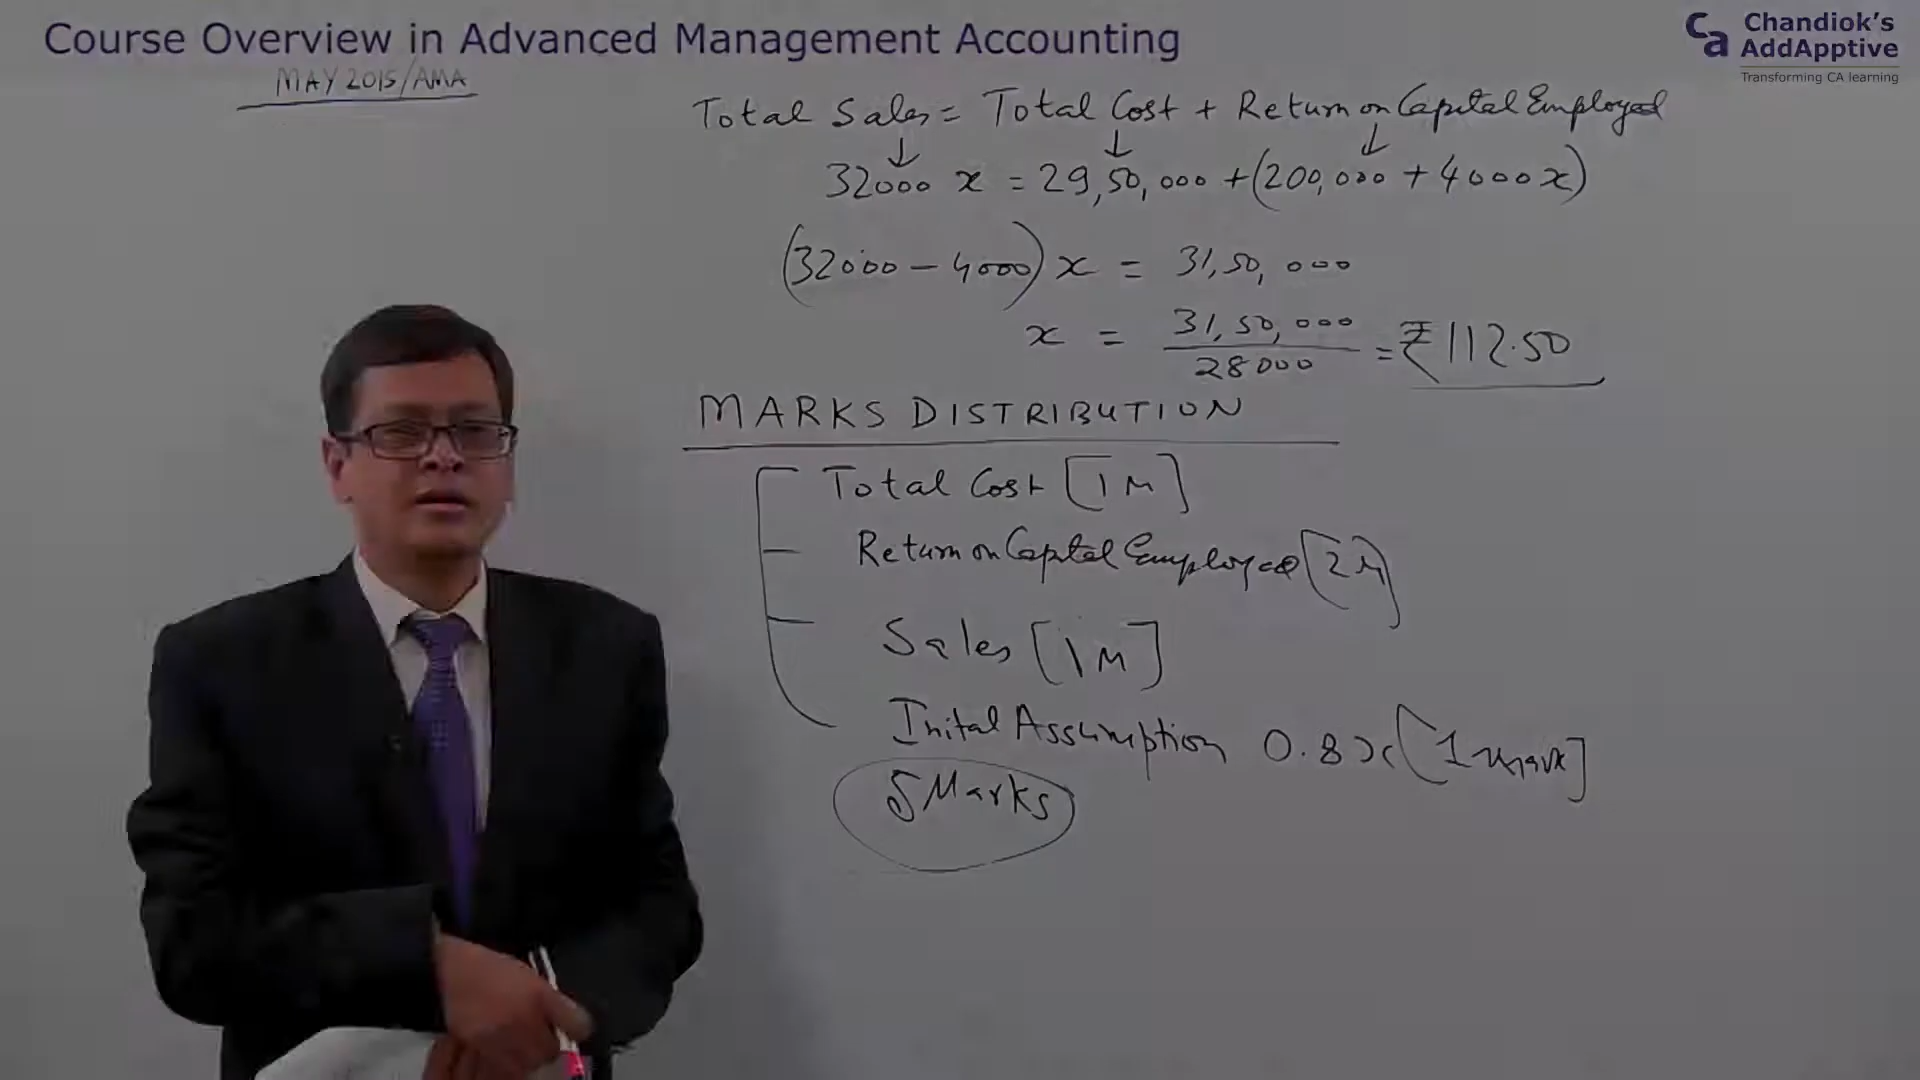 Course Overview in Advanced Management Accounting
Ca Chandiok's
AddApptive
Transforming CA learning
MAY 2015/AMA
Total Sales = Total Cost + Return on Capital Employed
↓ ↓ ↓
32000 x = 29,50,000 + (200,000 + 4000x)
(32000 - 4000) x = 31,50,000
x = 31,50,000 / 28000 = ₹112.50
MARKS DISTRIBUTION
Total Cost [1M]
Return on Capital Employed [2M]
Sales [1M]
Inital Assumption 0.8x [1 mark]
5 Marks